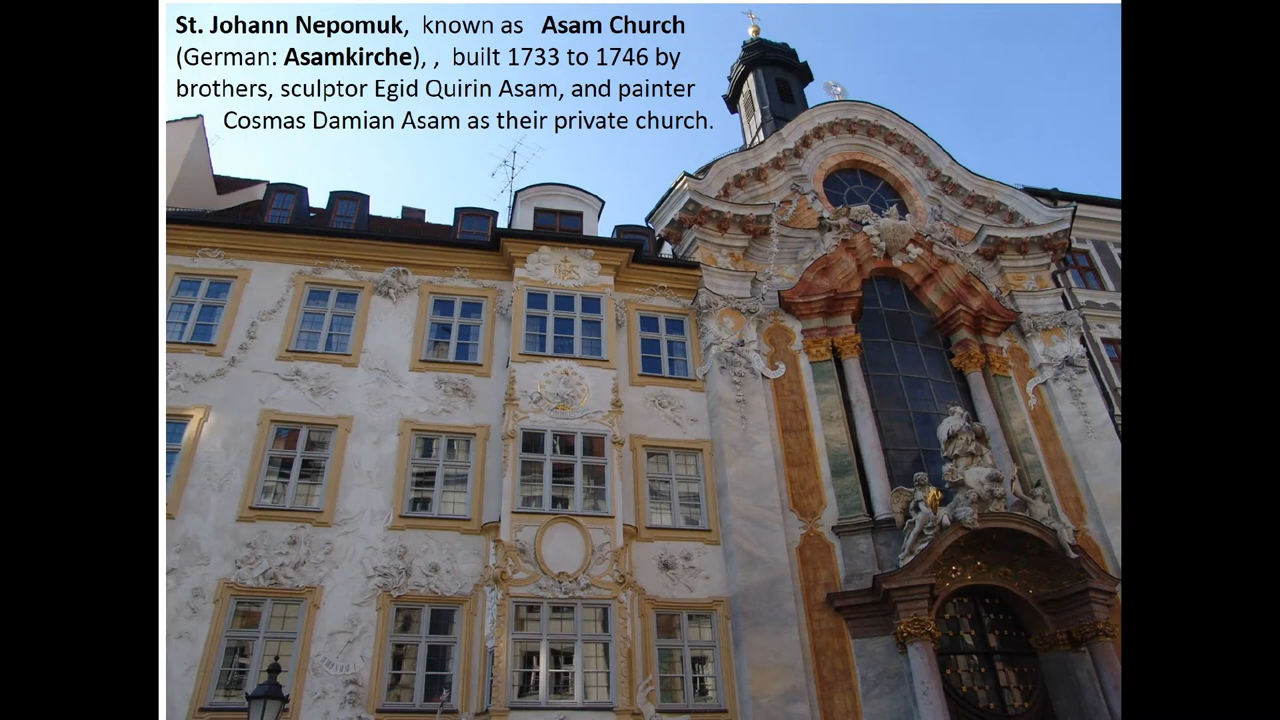 St. Johann Nepomuk, known as Asam Church
(German: Asamkirche), , built 1733 to 1746 by
brothers, sculptor Egid Quirin Asam, and painter
Cosmas Damian Asam as their private church.
IHS